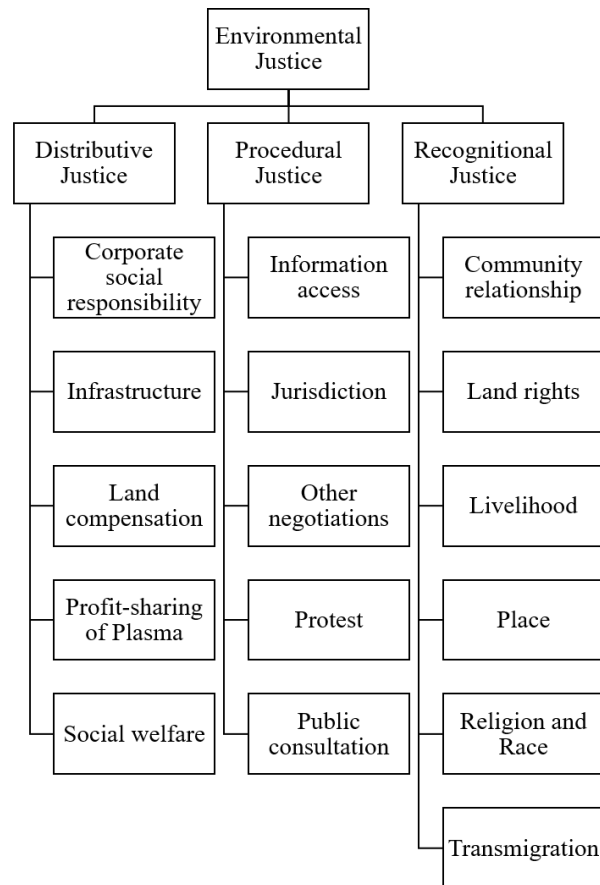 Environmental
Justice
Distributive
Justice
Procedural
Justice
Recognitional
Justice
Corporate
social
responsibility
Information
access
Community
relationship
Infrastructure
Jurisdiction
Land rights
Land
compensation
Other
negotiations
Livelihood
Profit-sharing
of Plasma
Protest
Place
Social welfare
Public
consultation
Religion and
Race
Transmigration